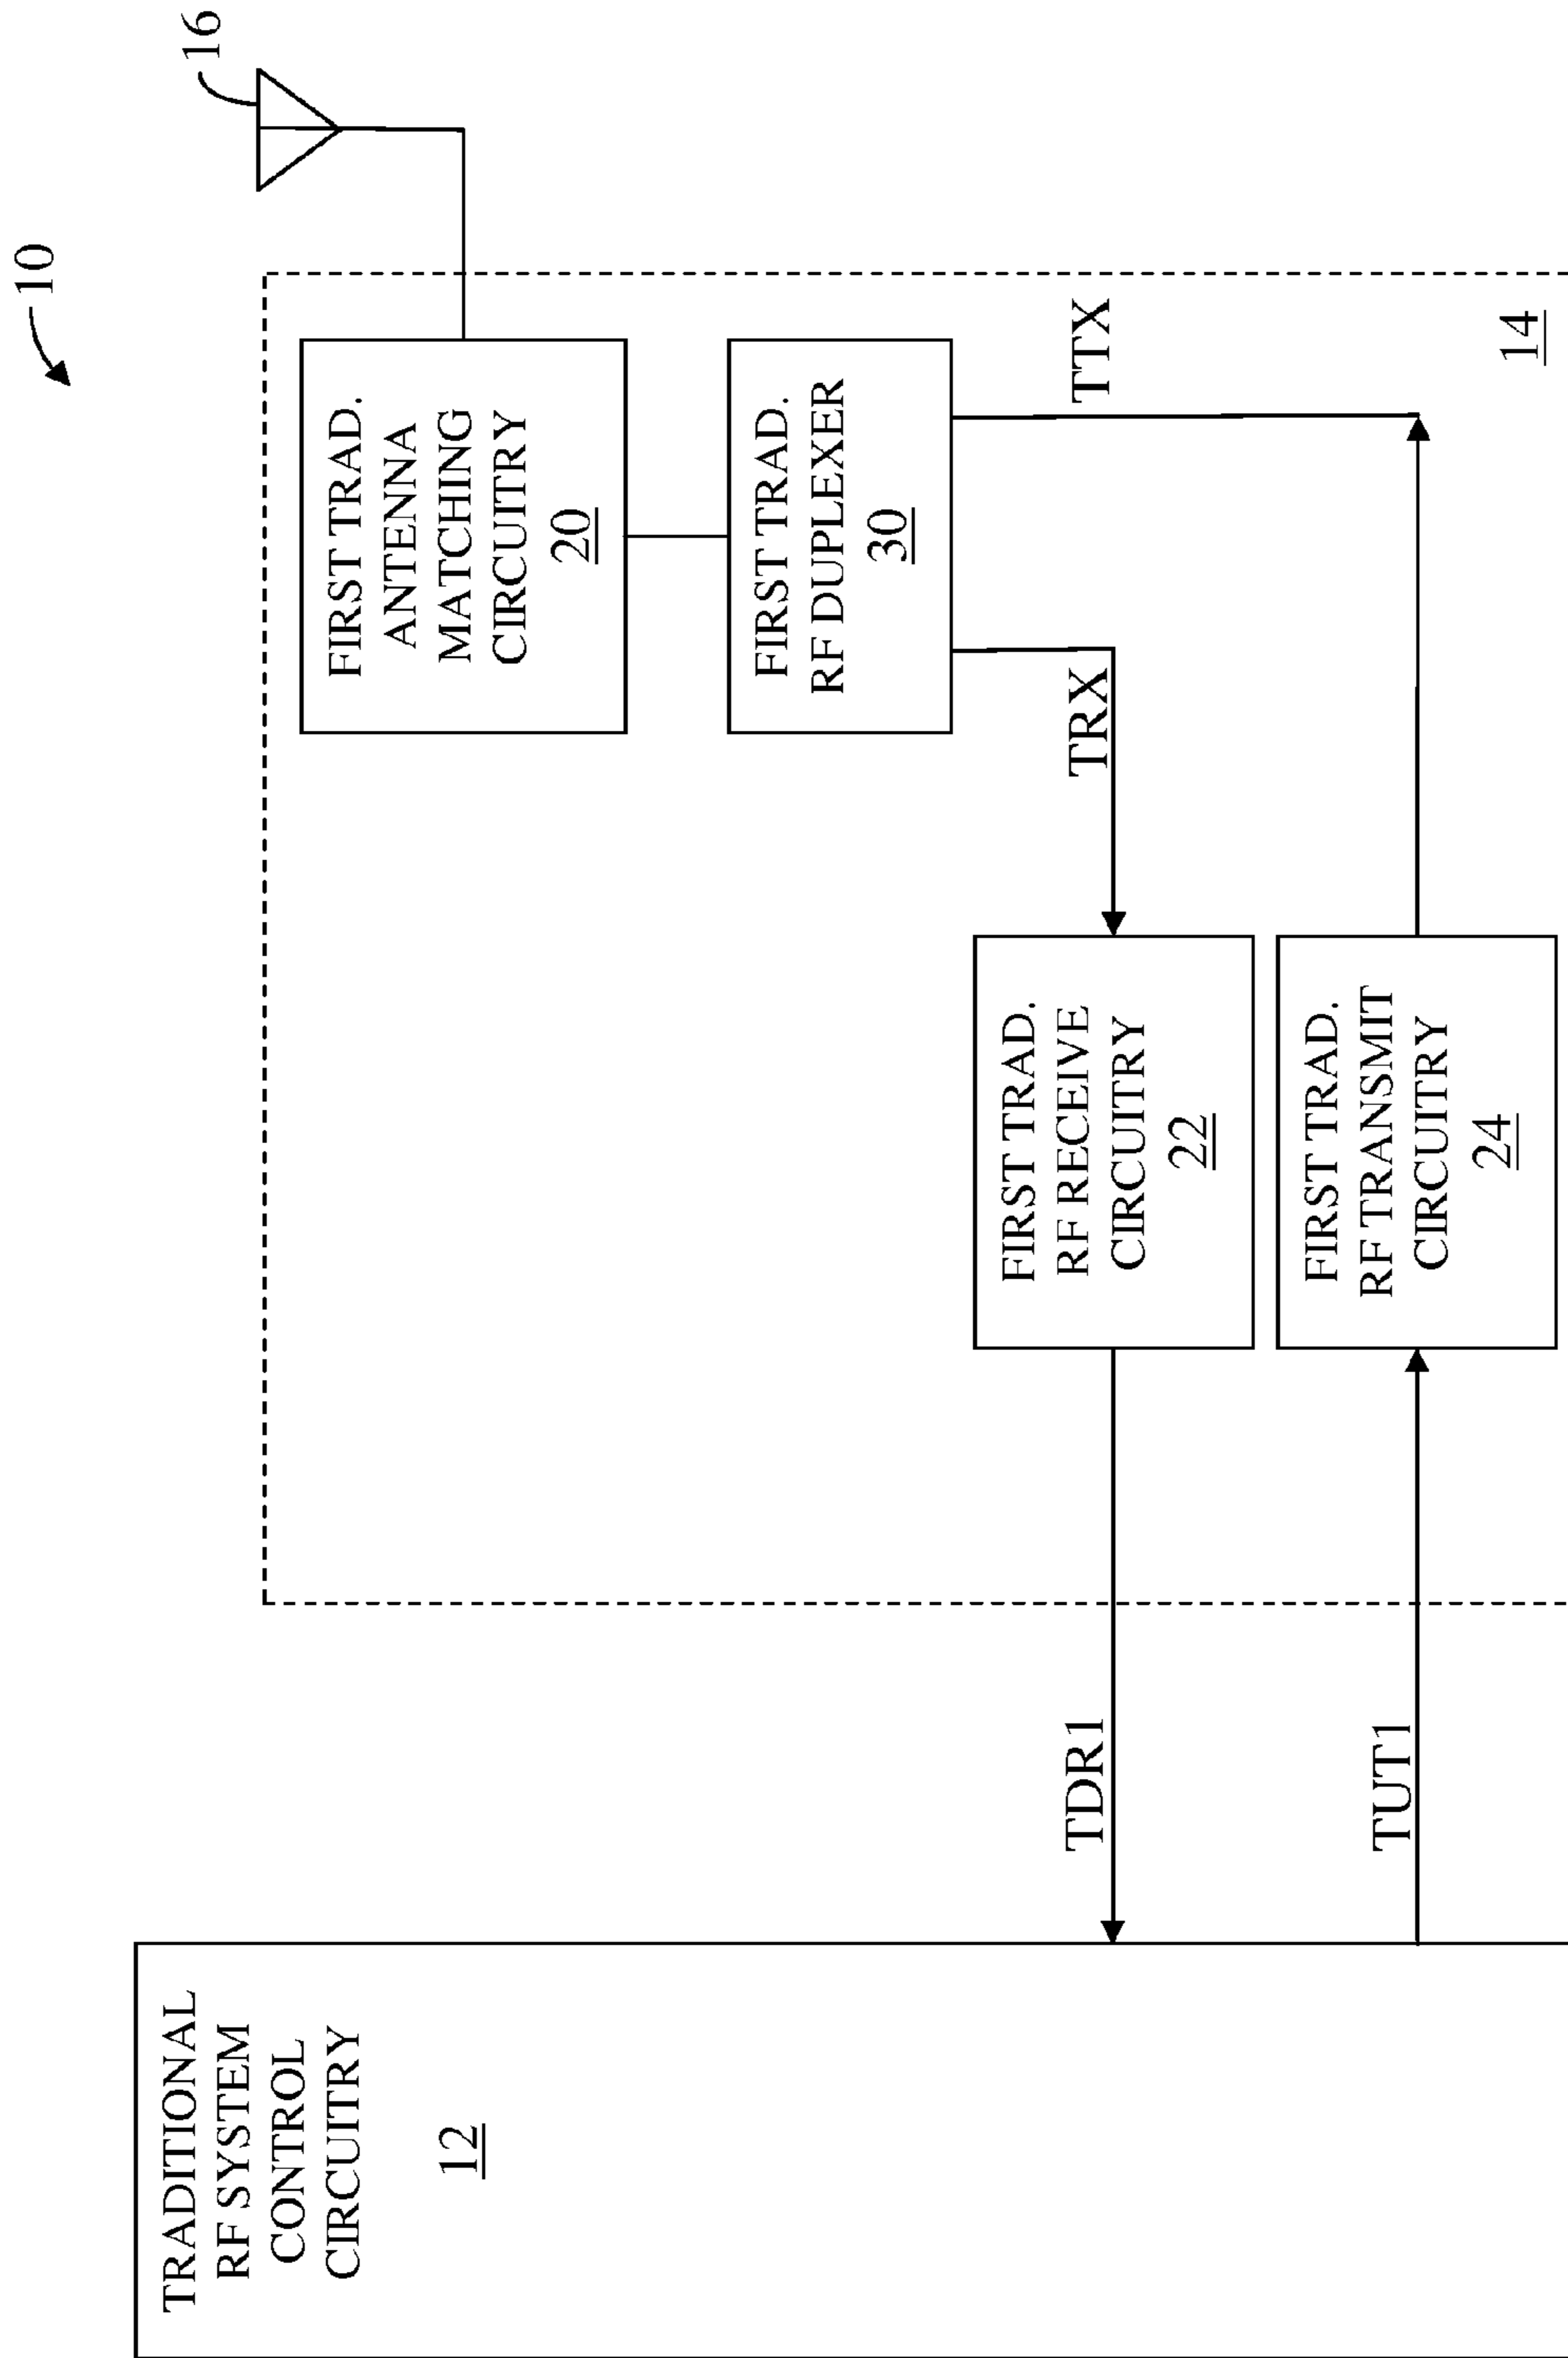 10
16
TRADITIONAL
RF SYSTEM
CONTROL
CIRCUITRY
12
FIRST TRAD.
ANTENNA
MATCHING
CIRCUITRY
20
FIRST TRAD.
RF DUPLEXER
30
TRX
TTX
FIRST TRAD.
RF RECEIVE
CIRCUITRY
22
TDR1
FIRST TRAD.
RF TRANSMIT
CIRCUITRY
24
TUT1
14